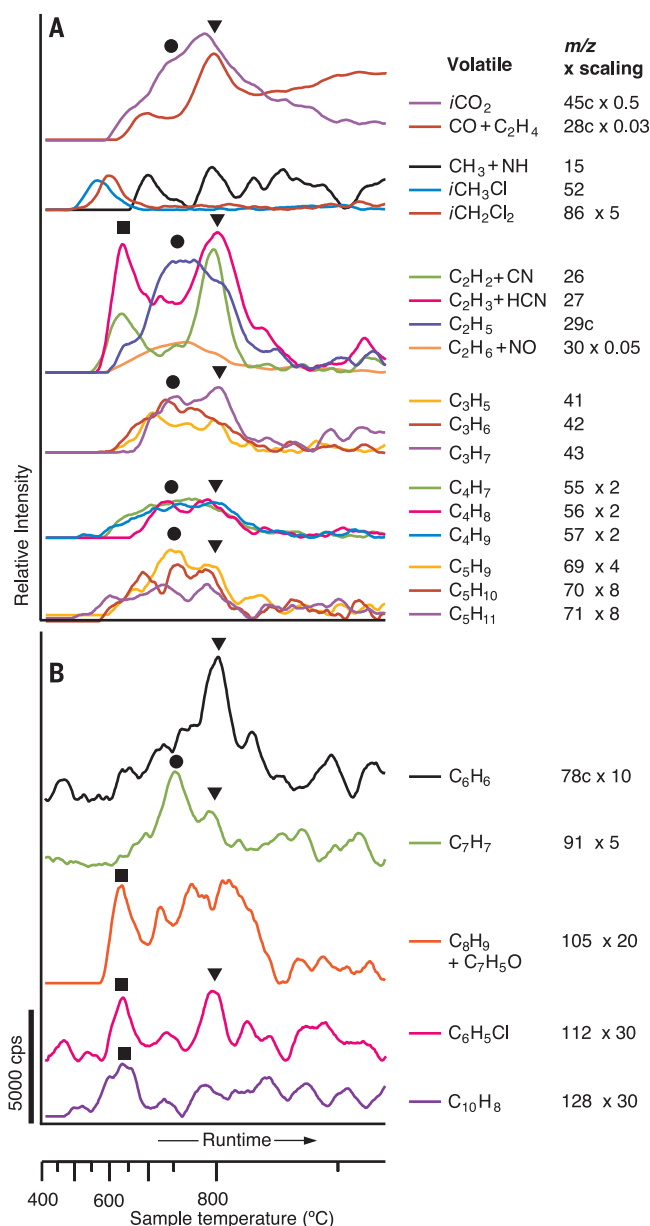 A
Volatile
m/z
x scaling
iCO₂ 45c x 0.5
CO + C₂H₄ 28c x 0.03
CH₃ + NH 15
iCH₃Cl 52
iCH₂Cl₂ 86 x 5
C₂H₂ + CN 26
C₂H₃ + HCN 27
C₂H₅ 29c
C₂H₆ + NO 30 x 0.05
C₃H₅ 41
C₃H₆ 42
C₃H₇ 43
C₄H₇ 55 x 2
C₄H₈ 56 x 2
C₄H₉ 57 x 2
C₅H₉ 69 x 4
C₅H₁₀ 70 x 8
C₅H₁₁ 71 x 8
Relative Intensity
B
C₆H₆ 78c x 10
C₇H₇ 91 x 5
C₈H₉ 105 x 20
+ C₇H₅O
C₆H₅Cl 112 x 30
C₁₀H₈ 128 x 30
5000 cps
Runtime
400 600 800
Sample temperature (ºC)